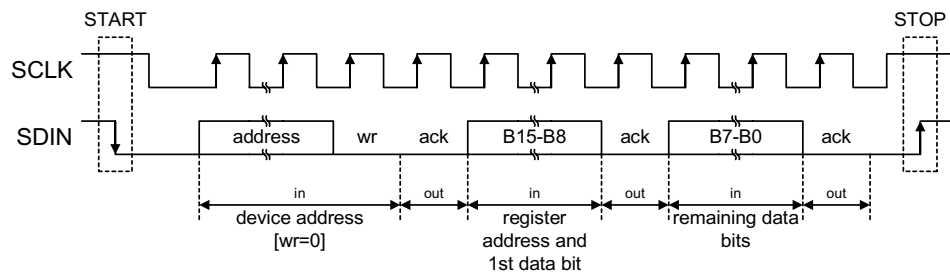 START
STOP
SCLK
SDIN
address
wr
ack
B15-B8
ack
B7-B0
ack
in
out
in
out
in
out
device address
[wr=0]
register
address and
1st data bit
remaining data
bits